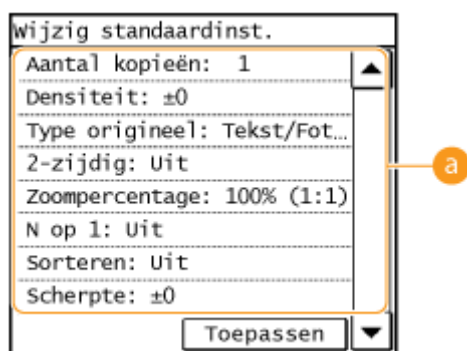 Wijzig standaardinst.
Aantal kopieën: 1
Densiteit: ±0
Type origineel: Tekst/Fot...
2-zijdig: Uit
Zoompercentage: 100% (1:1)
N op 1: Uit
Sorteren: Uit
Scherpte: ±0
Toepassen
a